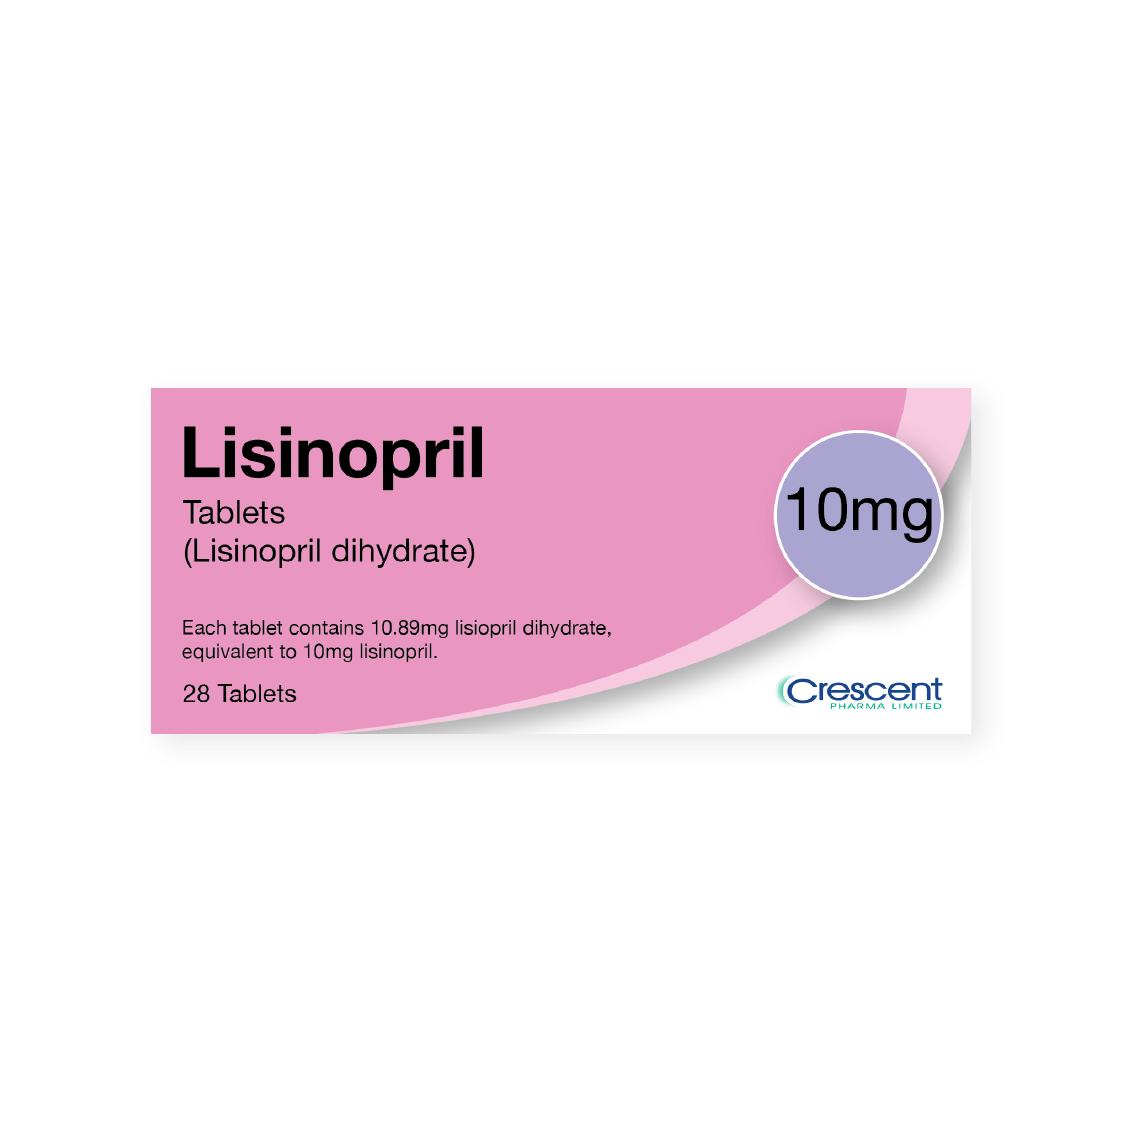 Lisinopril
Tablets
(Lisinopril dihydrate)
10mg
Each tablet contains 10.89mg lisiopril dihydrate,
equivalent to 10mg lisinopril.
28 Tablets
Crescent
PHARMA LIMITED